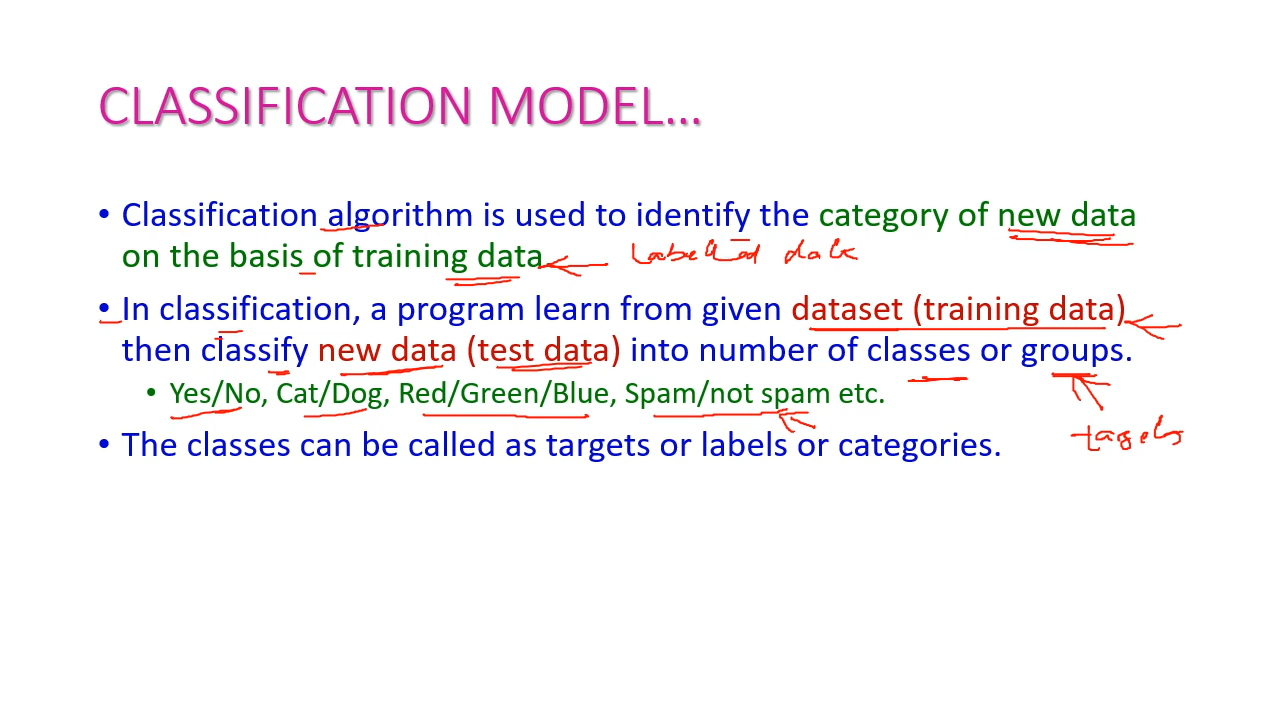 CLASSIFICATION MODEL...
• Classification algorithm is used to identify the category of new data
on the basis of training data.
labelled data
• In classification, a program learn from given dataset (training data)
then classify new data (test data) into number of classes or groups.
• Yes/No, Cat/Dog, Red/Green/Blue, Spam/not spam etc.
targets
• The classes can be called as targets or labels or categories.